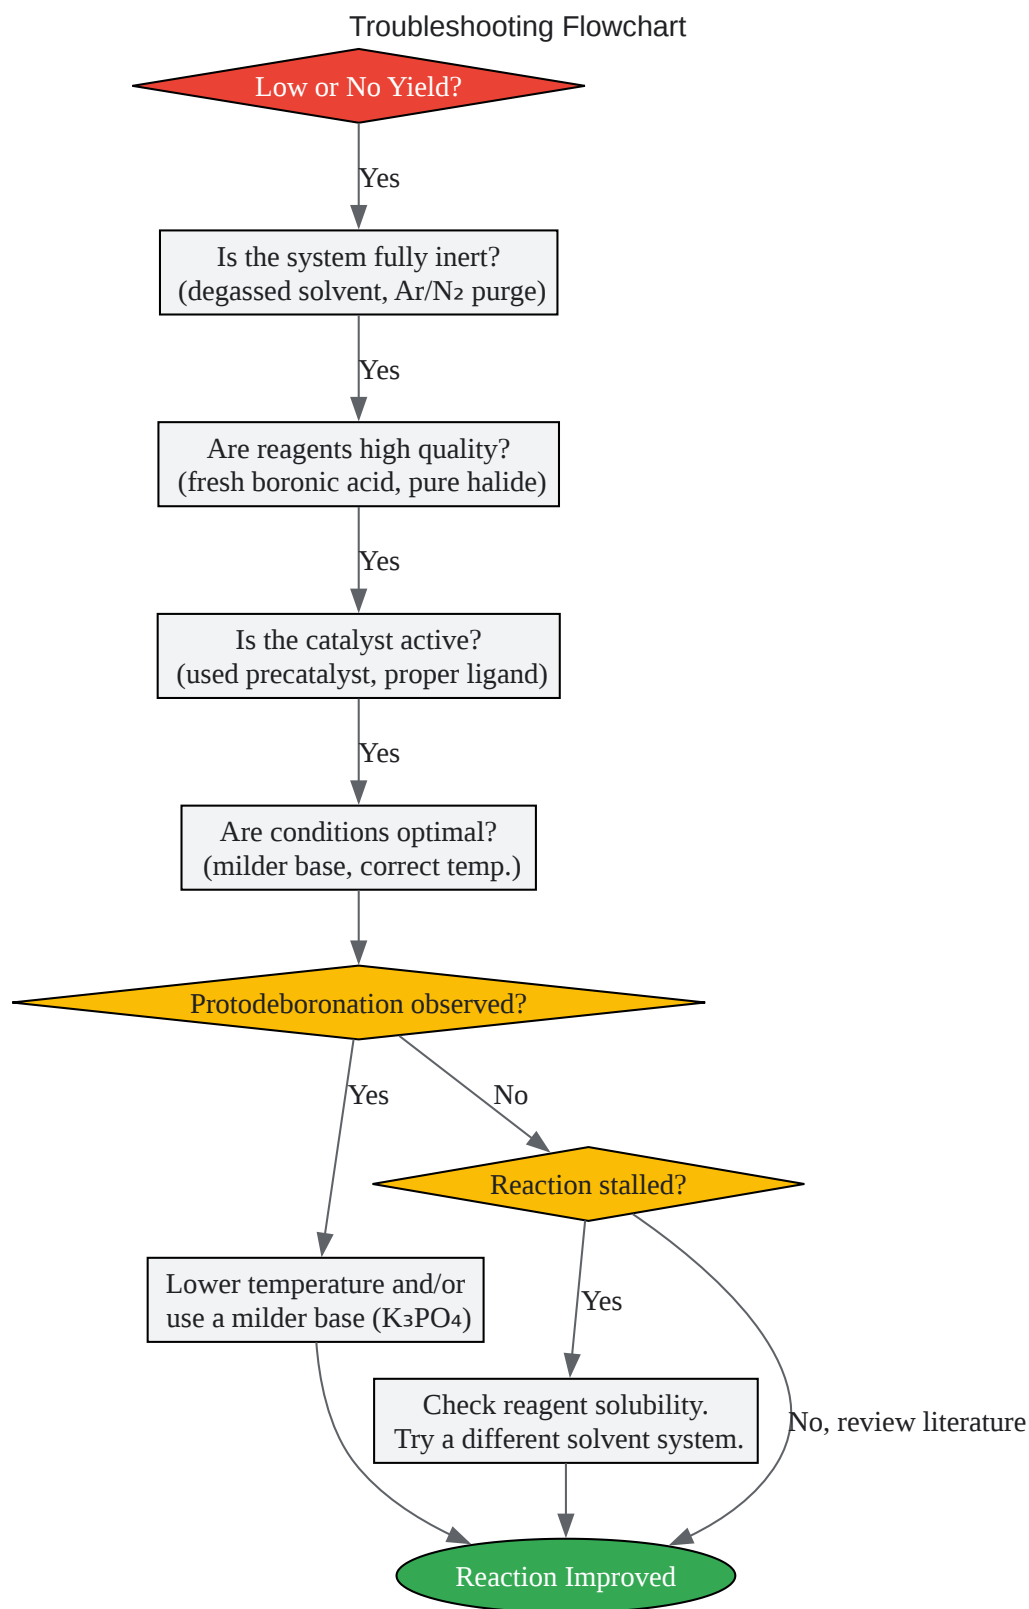 Troubleshooting Flowchart
Low or No Yield?
Yes
Is the system fully inert?
(degassed solvent, Ar/N₂ purge)
Yes
Are reagents high quality?
(fresh boronic acid, pure halide)
Yes
Is the catalyst active?
(used precatalyst, proper ligand)
Yes
Are conditions optimal?
(milder base, correct temp.)
Protodeboronation observed?
Yes
No
Reaction stalled?
Lower temperature and/or
use a milder base (K₃PO₄)
Yes
Check reagent solubility.
Try a different solvent system.
No, review literature
Reaction Improved